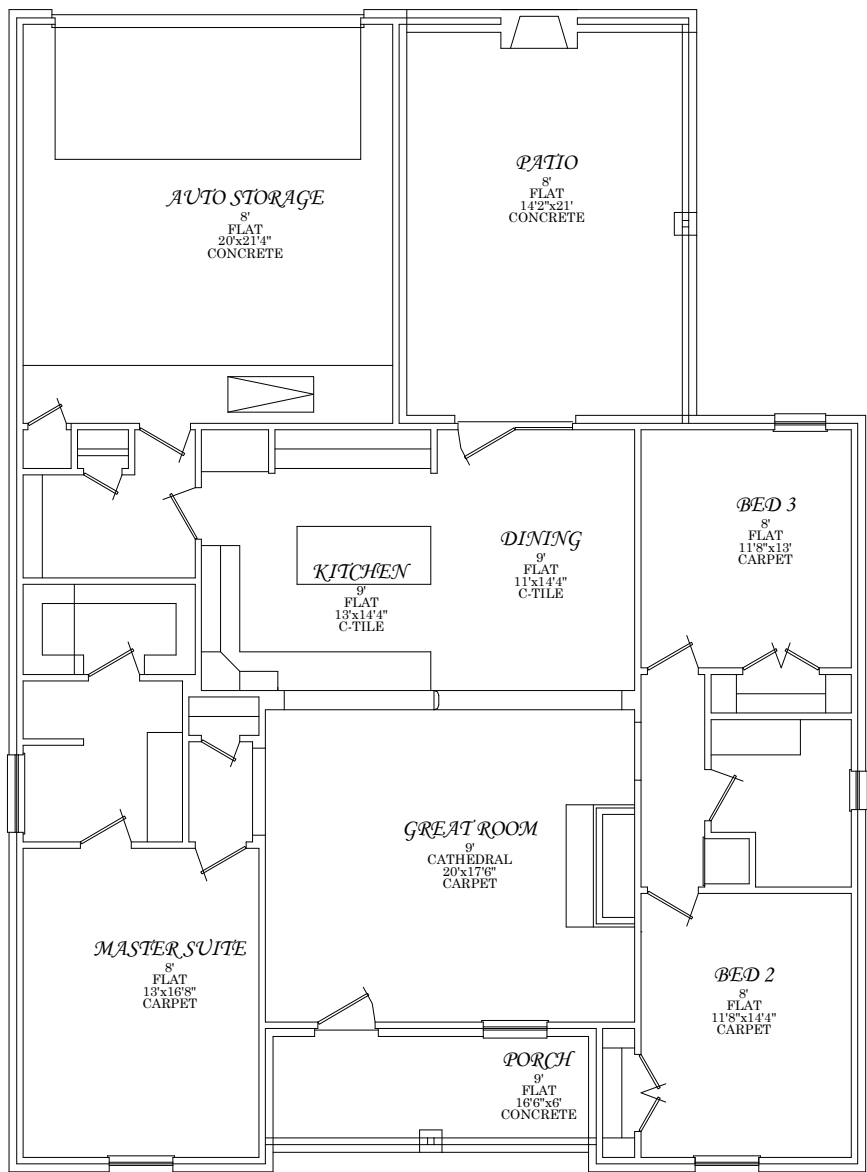 PATIO
8'
FLAT
14'2"x21'
CONCRETE
AUTO STORAGE
8'
FLAT
20'x21'4"
CONCRETE
BED 3
8'
FLAT
11'8"x13'
CARPET
DINING
9'
FLAT
11'x14'4"
C-TILE
KITCHEN
9'
FLAT
13'x14'4"
C-TILE
GREAT ROOM
9'
CATHEDRAL
20'x17'6"
CARPET
MASTER SUITE
8'
FLAT
13'x16'8"
CARPET
BED 2
8'
FLAT
11'8"x14'4"
CARPET
PORCH
9'
FLAT
16'6"x6'
CONCRETE